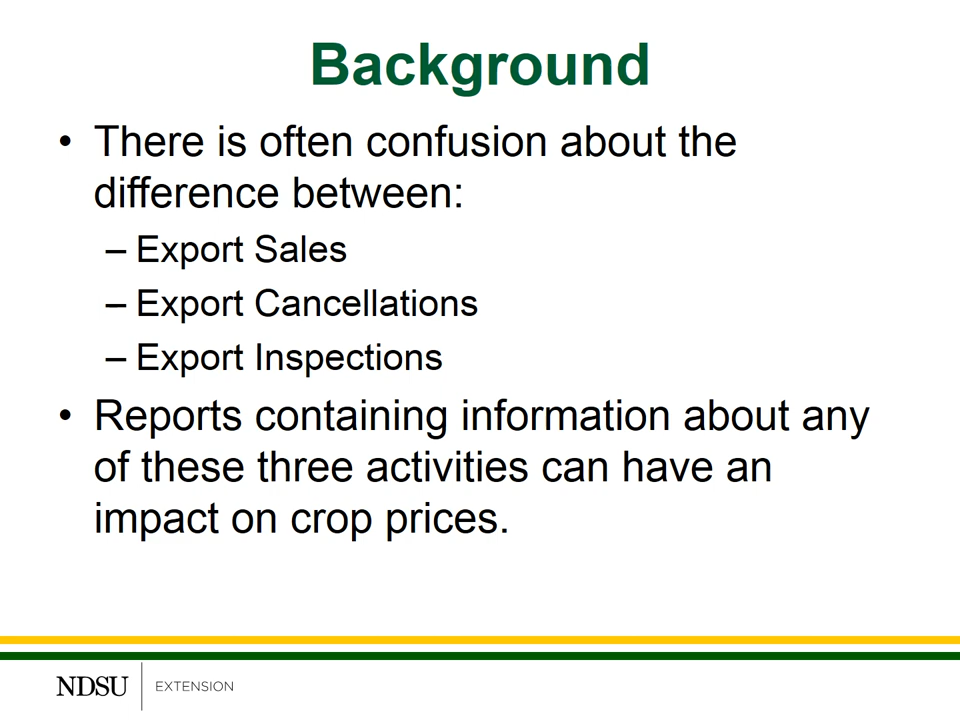 Background
• There is often confusion about the
difference between:
– Export Sales
– Export Cancellations
– Export Inspections
• Reports containing information about any
of these three activities can have an
impact on crop prices.
NDSU EXTENSION